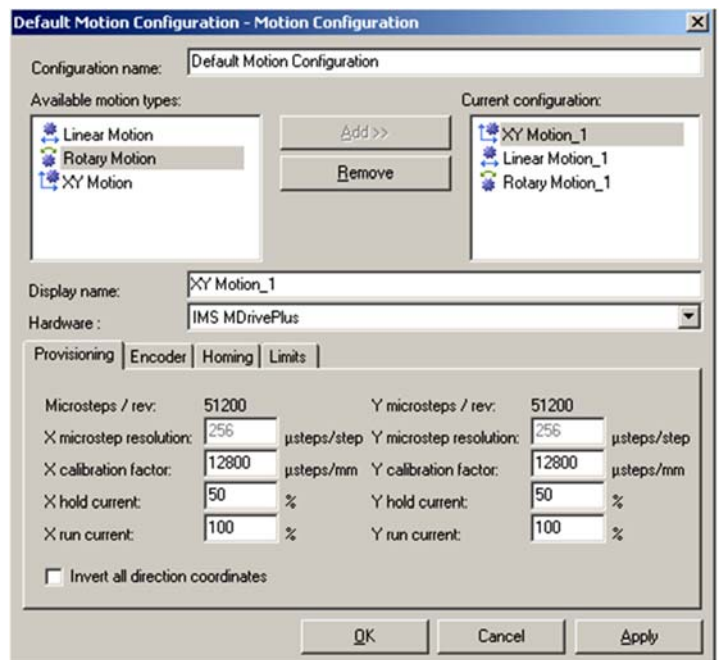 Default Motion Configuration - Motion Configuration
Configuration name: Default Motion Configuration
Available motion types: Current configuration:
Linear Motion
Rotary Motion
XY Motion
Add >>
Remove
XY Motion_1
Linear Motion_1
Rotary Motion_1
Display name: XY Motion_1
Hardware : IMS MDrivePlus
Provisioning Encoder Homing Limits
Microsteps / rev: 51200 Y microsteps / rev: 51200
X microstep resolution: 256 µsteps/step Y microstep resolution: 256 µsteps/step
X calibration factor: 12800 µsteps/mm Y calibration factor: 12800 µsteps/mm
X hold current: 50 % Y hold current: 50 %
X run current: 100 % Y run current: 100 %
Invert all direction coordinates
OK Cancel Apply